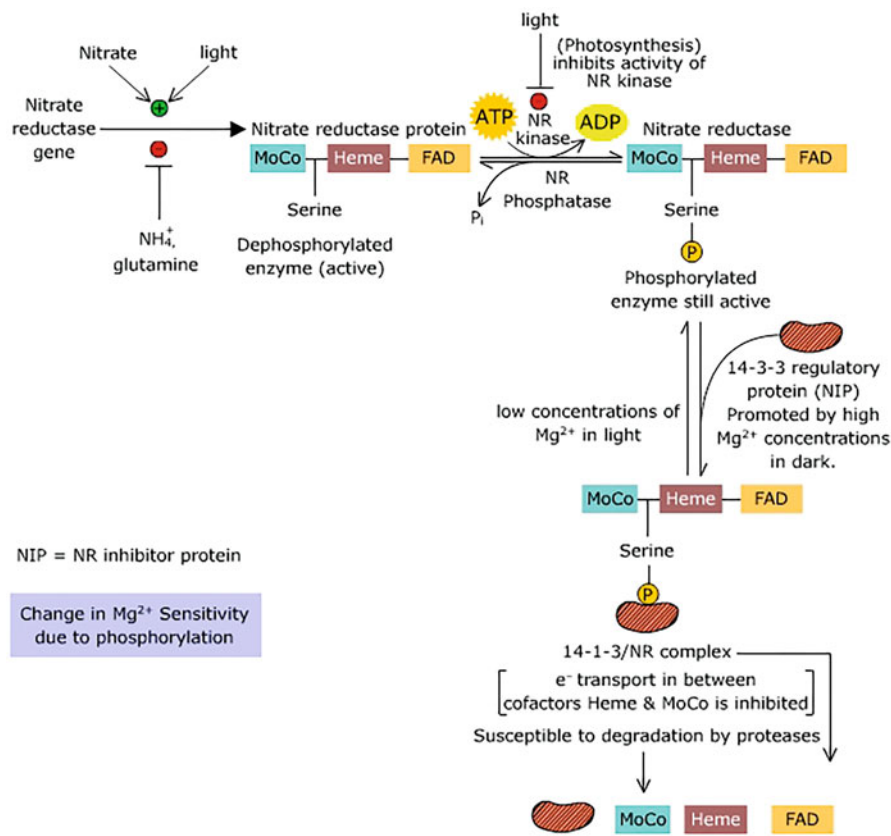 light
(Photosynthesis)
inhibits activity of
NR kinase
Nitrate
light
+
Nitrate
reductase
gene
-
NH₄⁺,
glutamine
Nitrate reductase protein
MoCo
Heme
FAD
Serine
Dephosphorylated
enzyme (active)
ATP
-
NR
kinase
ADP
NR
Phosphatase
Pi
Nitrate reductase
MoCo
Heme
FAD
Serine
P
Phosphorylated
enzyme still active
low concentrations of
Mg²⁺ in light
14-3-3 regulatory
protein (NIP)
Promoted by high
Mg²⁺ concentrations
in dark.
MoCo
Heme
FAD
Serine
P
NIP = NR inhibitor protein
Change in Mg²⁺ Sensitivity
due to phosphorylation
14-1-3/NR complex
[e⁻ transport in between
cofactors Heme & MoCo is inhibited]
Susceptible to degradation by proteases
MoCo
Heme
FAD